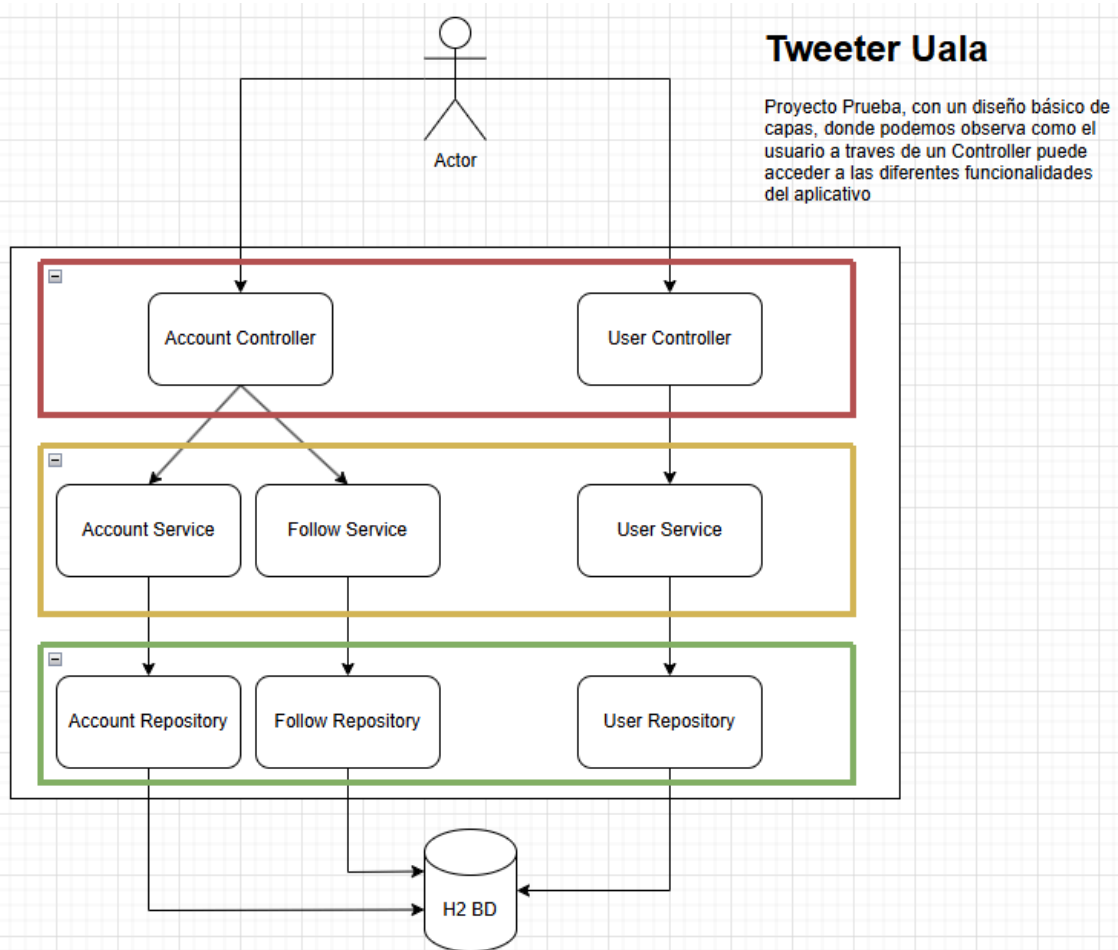 Tweeter Uala
Proyecto Prueba, con un diseño básico de
capas, donde podemos observa como el
usuario a traves de un Controller puede
acceder a las diferentes funcionalidades
del aplicativo
Actor
Account Controller
User Controller
Account Service
Follow Service
User Service
Account Repository
Follow Repository
User Repository
H2 BD